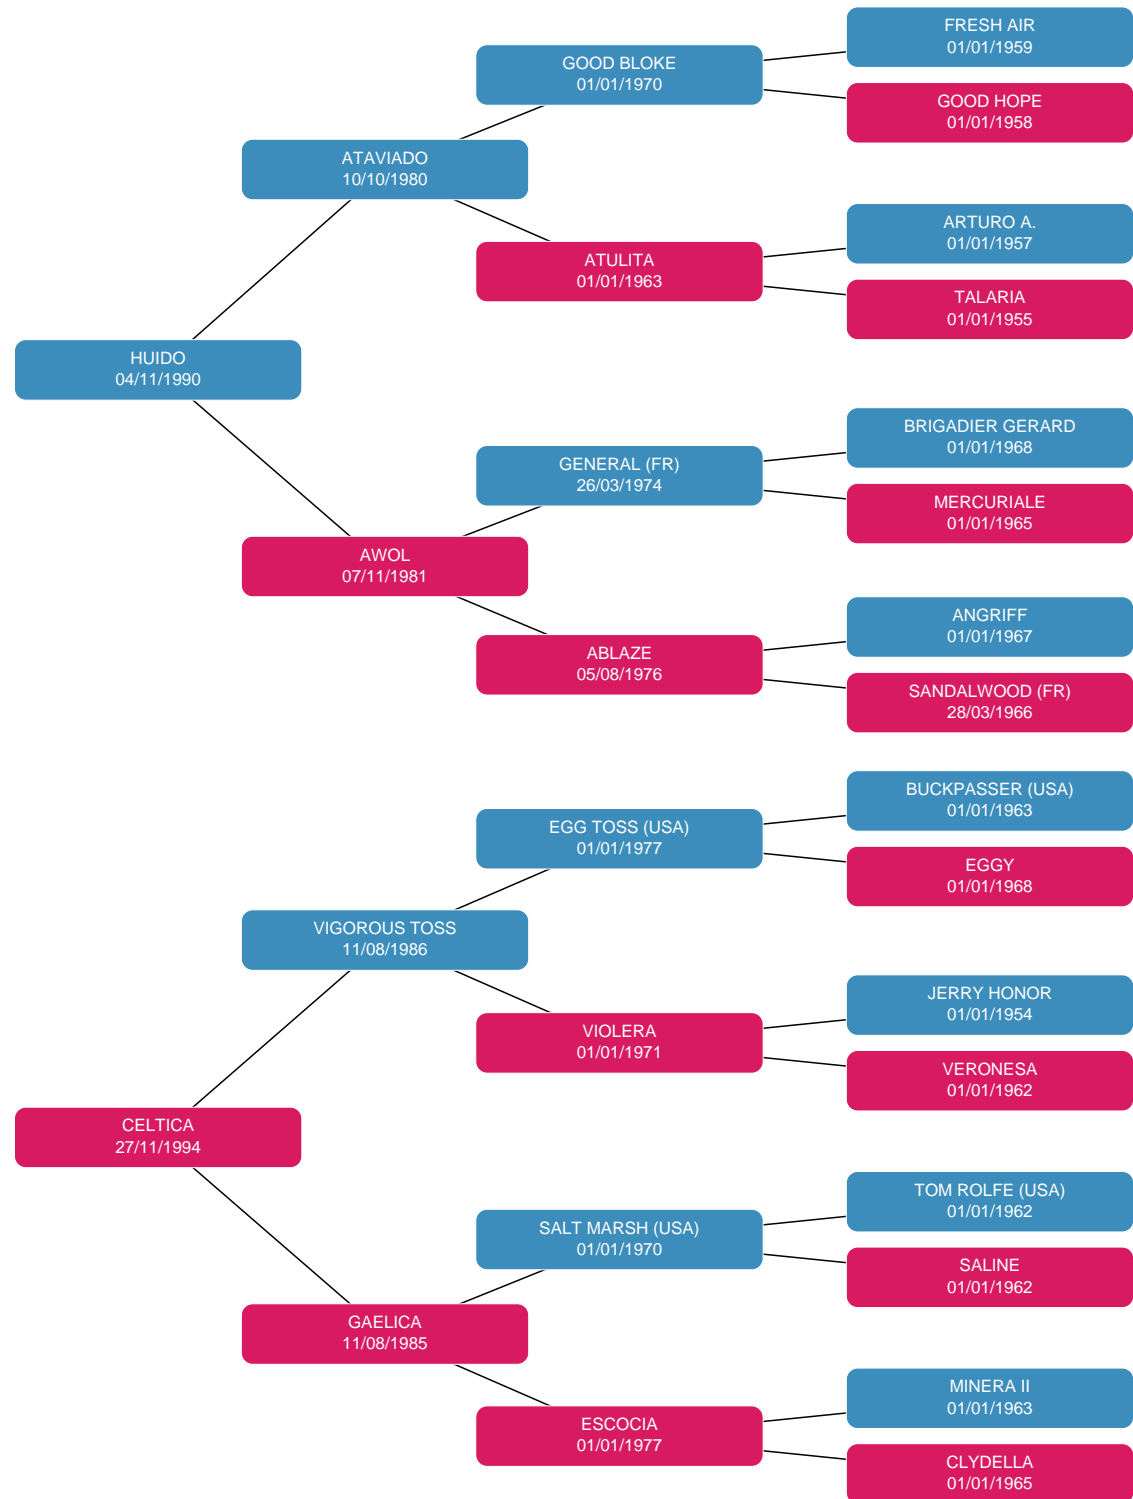 FRESH AIR
01/01/1959
GOOD BLOKE
01/01/1970
GOOD HOPE
01/01/1958
ATAVIADO
10/10/1980
ARTURO A.
01/01/1957
ATULITA
01/01/1963
TALARIA
01/01/1955
HUIDO
04/11/1990
BRIGADIER GERARD
01/01/1968
GENERAL (FR)
26/03/1974
MERCURIALE
01/01/1965
AWOL
07/11/1981
ANGRIFF
01/01/1967
ABLAZE
05/08/1976
SANDALWOOD (FR)
28/03/1966
BUCKPASSER (USA)
01/01/1963
EGG TOSS (USA)
01/01/1977
EGGY
01/01/1968
VIGOROUS TOSS
11/08/1986
JERRY HONOR
01/01/1954
VIOLERA
01/01/1971
VERONESA
01/01/1962
CELTICA
27/11/1994
TOM ROLFE (USA)
01/01/1962
SALT MARSH (USA)
01/01/1970
SALINE
01/01/1962
GAELICA
11/08/1985
MINERA II
01/01/1963
ESCOCIA
01/01/1977
CLYDELLA
01/01/1965